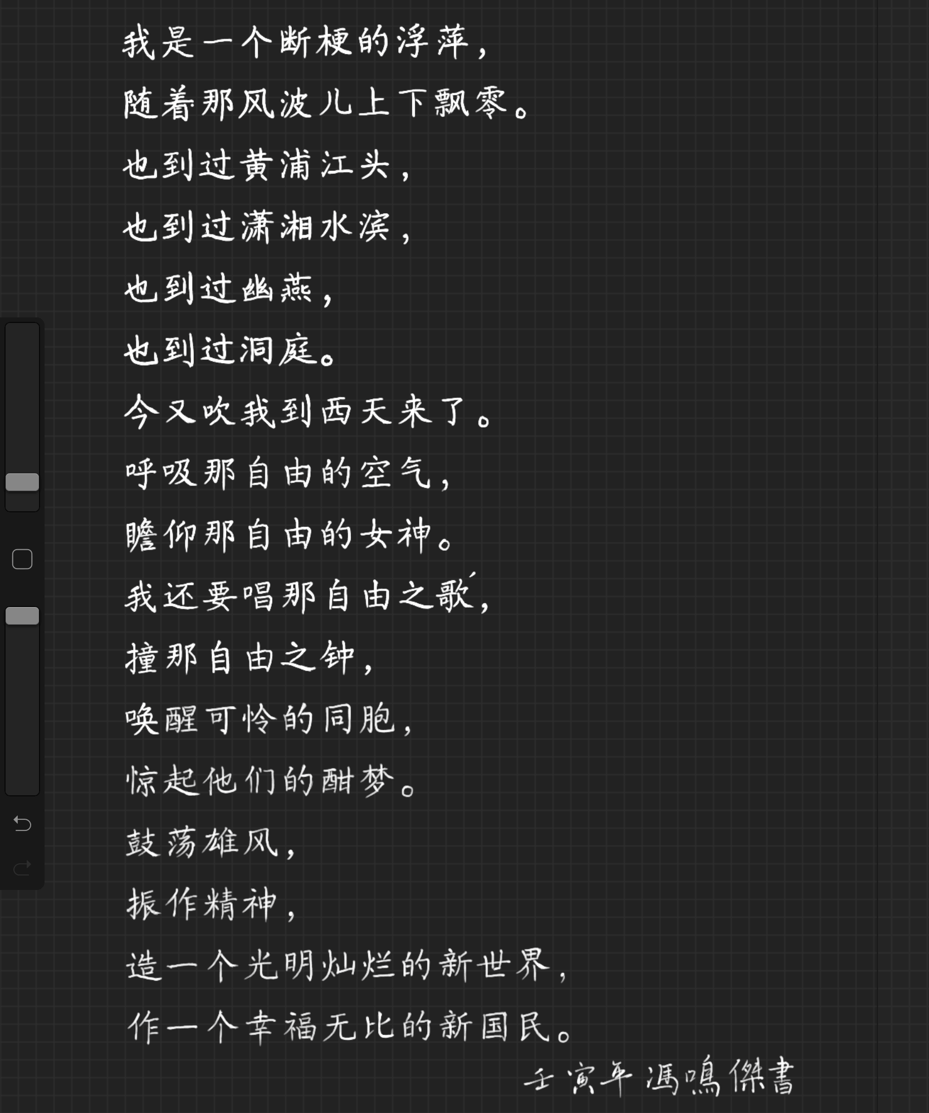 我是一个断梗的浮萍，
随着那风波儿上下飘零。
也到过黄浦江头，
也到过潇湘水滨，
也到过幽燕，
也到过洞庭。
今又吹我到西天来了。
呼吸那自由的空气，
瞻仰那自由的女神。
我还要唱那自由之歌，
撞那自由之钟，
唤醒可怜的同胞，
惊起他们的酣梦。
鼓荡雄风，
振作精神，
造一个光明灿烂的新世界，
作一个幸福无比的新国民。
壬寅年冯鳴傑書